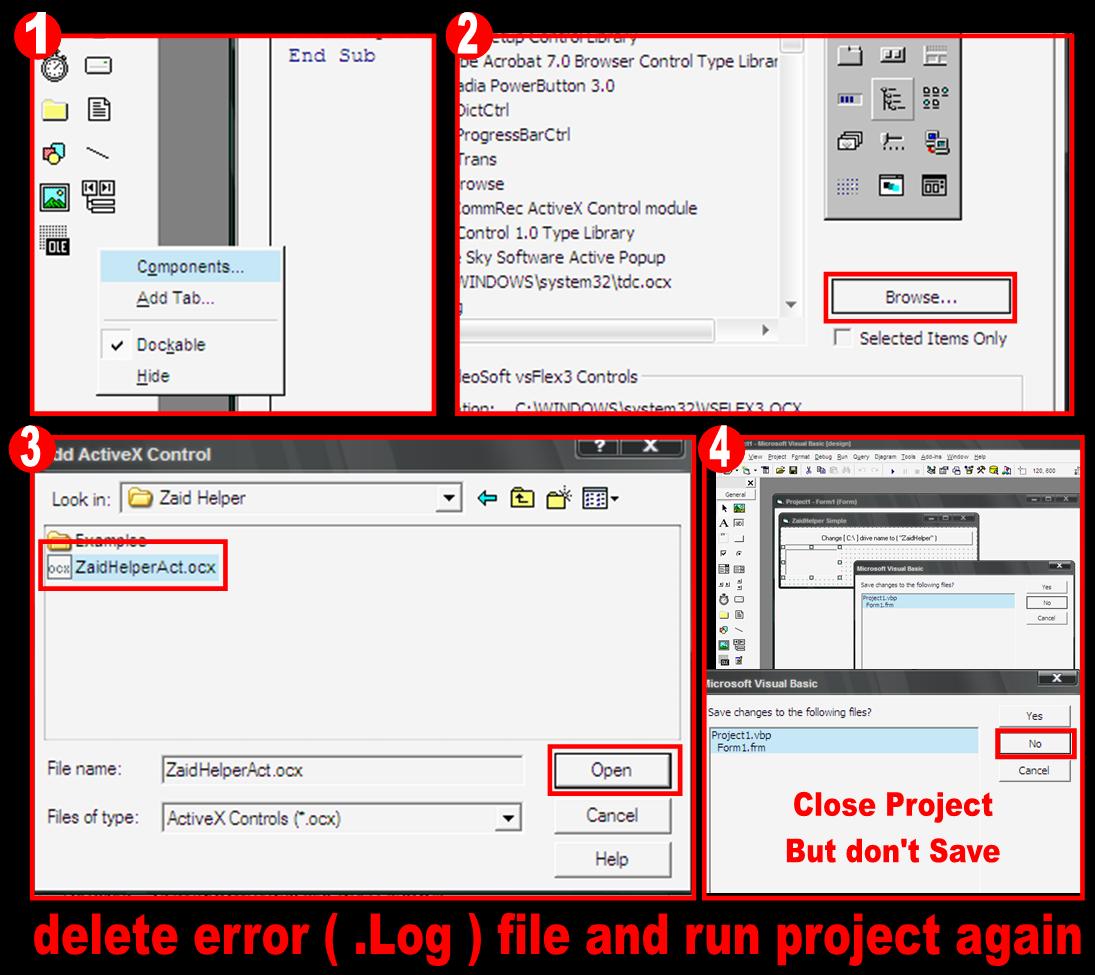 1
End Sub
OLE
Components...
Add Tab...
Dockable
Hide
2
Control Library
be Acrobat 7.0 Browser Control Type Librar
adia PowerButton 3.0
DictCtrl
ProgressBarCtrl
Trans
rowse
CommRec ActiveX Control module
Control 1.0 Type Library
e Sky Software Active Popup
WINDOWS\system32\tdc.ocx
Browse...
Selected Items Only
deoSoft vsFlex3 Controls
C:\WINDOWS\system32\VSFLEX3.OCX
3
dd ActiveX Control
? X
Look in: Zaid Helper
Examples
ocx ZaidHelperAct.ocx
File name: ZaidHelperAct.ocx
Open
Files of type: ActiveX Controls (*.ocx)
Cancel
Help
4
ct1 - Microsoft Visual Basic [design]
View Project Format Debug Run Query Diagram Tools Add-Ins Window Help
120, 600
General
Project1 - Form1 (Form)
ZaidHelper Simple
Change [ C:\ ] drive name to ( "ZaidHelper" )
Microsoft Visual Basic
Save changes to the following files?
Yes
Project1.vbp
Form1.frm
No
Cancel
Microsoft Visual Basic
X
Save changes to the following files?
Yes
Project1.vbp
Form1.frm
No
Cancel
Close Project
But don't Save
delete error ( .Log ) file and run project again